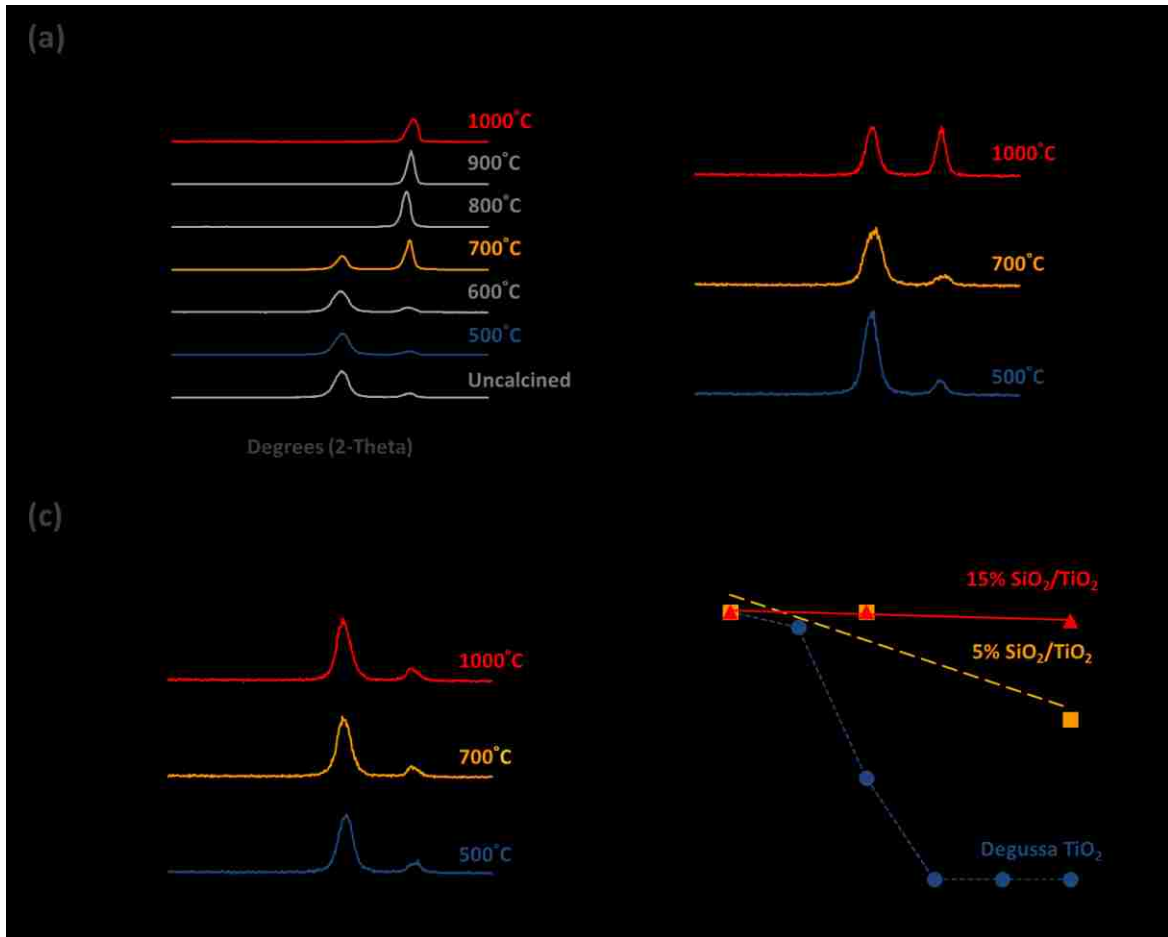 (a)
1000°C
900°C
800°C
700°C
600°C
500°C
Uncalcined
Degrees (2-Theta)
1000°C
700°C
500°C
(c)
1000°C
700°C
500°C
15% SiO₂/TiO₂
5% SiO₂/TiO₂
Degussa TiO₂